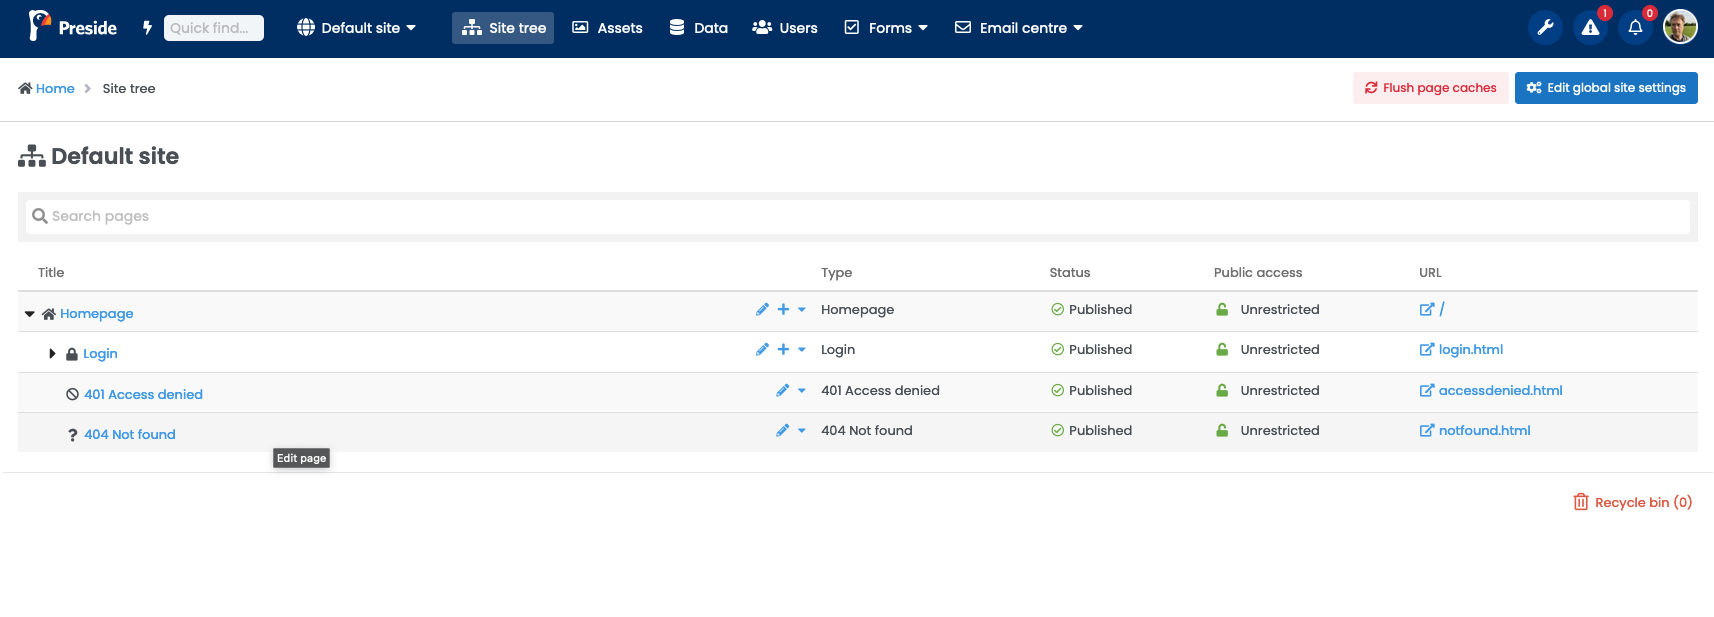 Preside Quick find... Default site Site tree Assets Data Users Forms Email centre 1 0
Home Site tree Flush page caches Edit global site settings
Default site
Search pages
Title Type Status Public access URL
Homepage Homepage Published Unrestricted /
Login Login Published Unrestricted login.html
401 Access denied 401 Access denied Published Unrestricted accessdenied.html
404 Not found 404 Not found Published Unrestricted notfound.html
Edit page
Recycle bin (0)